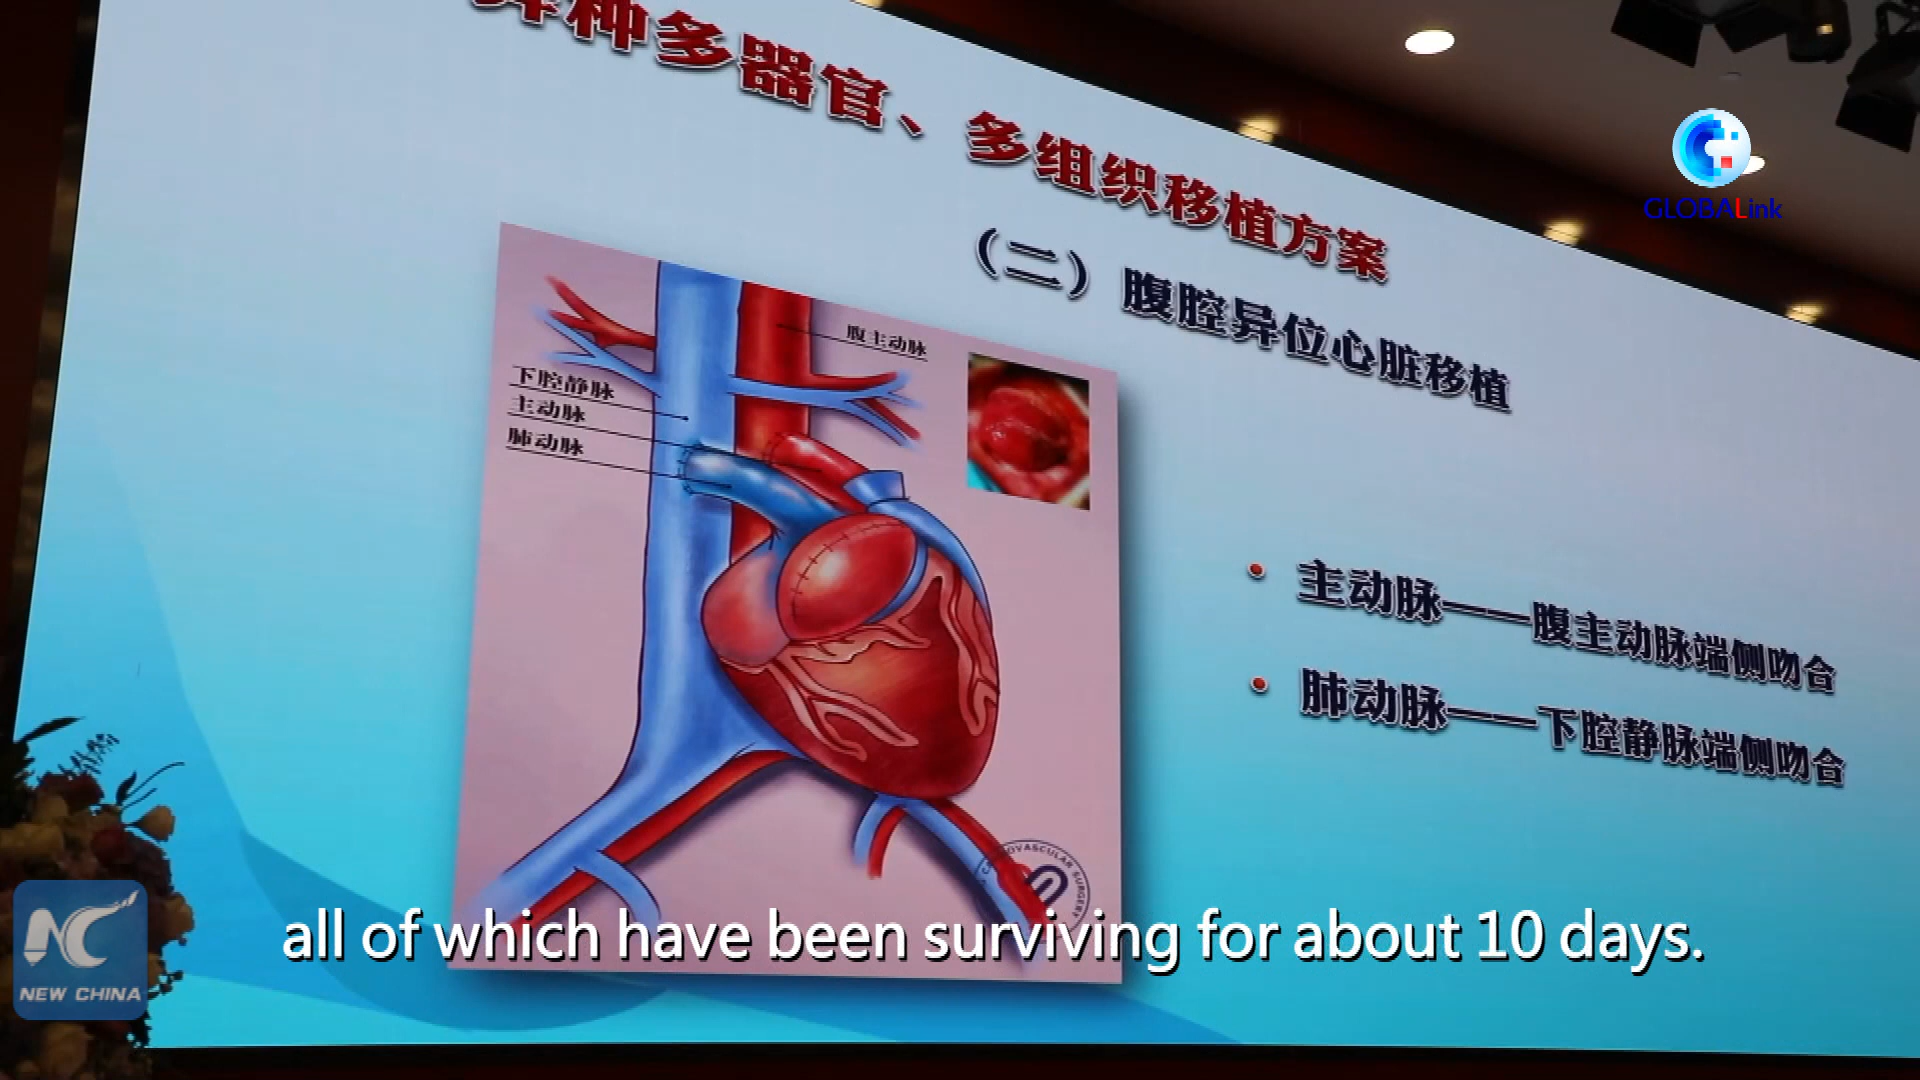 异种多器官、多组织移植方案
(二) 腹腔异位心脏移植
腹主动脉
下腔静脉
主动脉
肺动脉
• 主动脉——腹主动脉端侧吻合
• 肺动脉——下腔静脉端侧吻合
GLOBALink
NEW CHINA
all of which have been surviving for about 10 days.